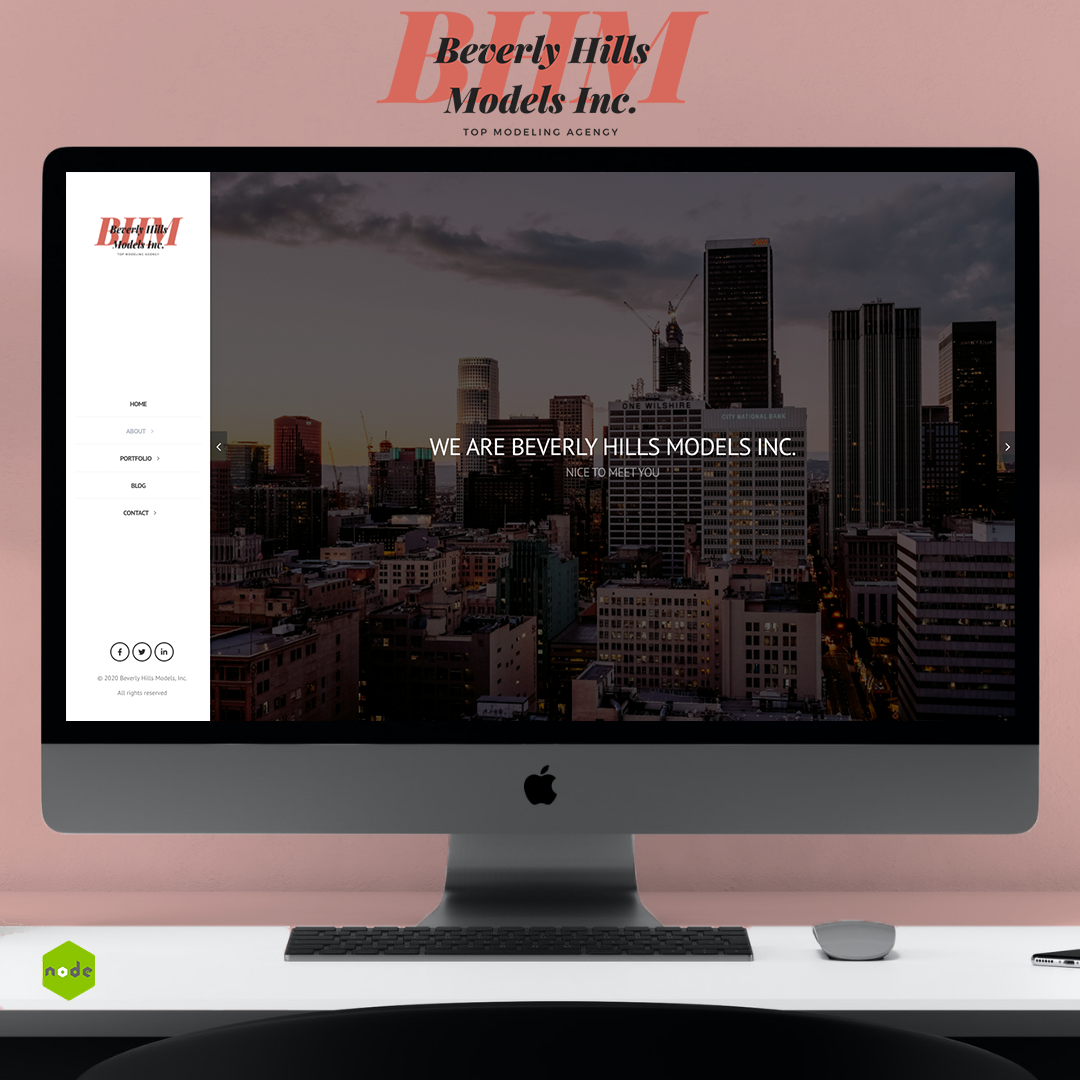 BHM
Beverly Hills
Models Inc.
TOP MODELING AGENGY
BHM
Beverly Hills
Models Inc.
TOP MODELING AGENCY
HOME
ABOUT >
PORTFOLIO >
BLOG
CONTACT >
© 2020 Beverly Hills Models, Inc.
All rights reserved
ONE WILSHIRE
CITY NATIONAL BANK
WE ARE BEVERLY HILLS MODELS INC.
NICE TO MEET YOU
node